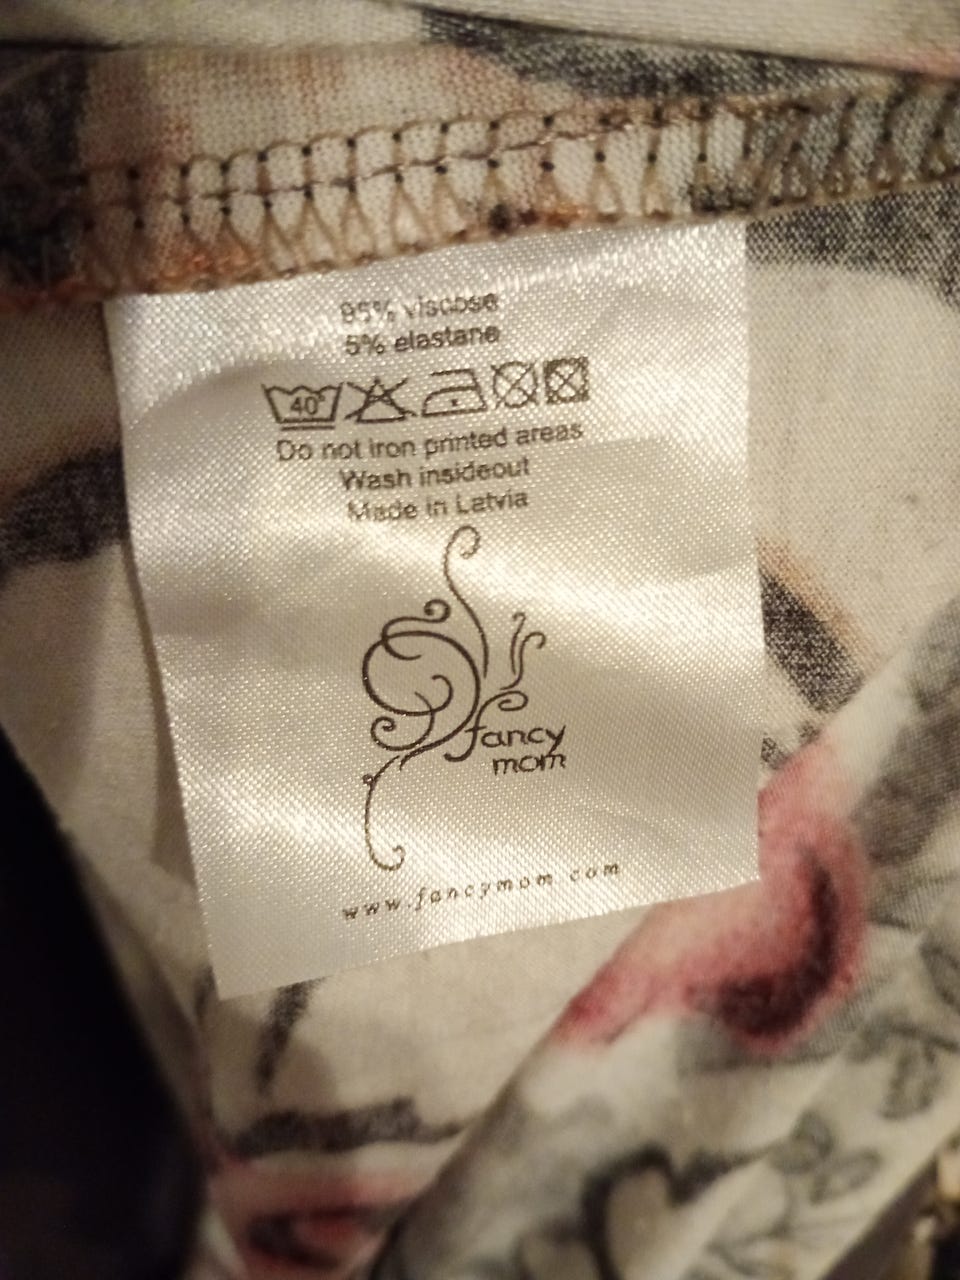 95% viscose
5% elastane
40°
Do not iron printed areas
Wash insideout
Made in Latvia
fancy
mom
www.fancymom.com